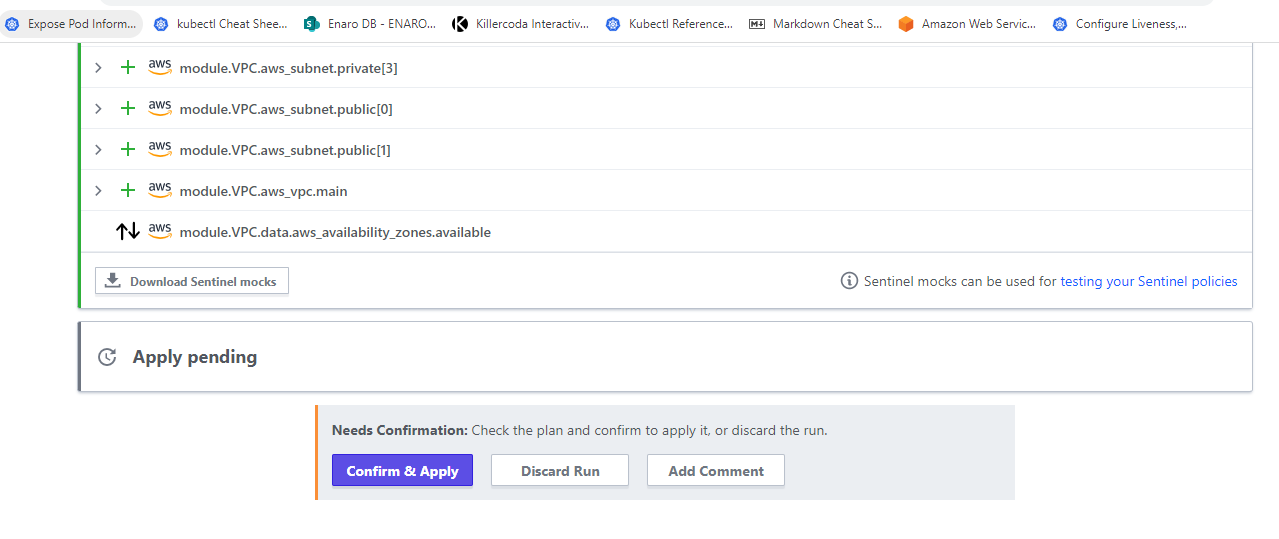 Expose Pod Inform... kubectl Cheat Shee... Enaro DB - ENARO... Killercoda Interactiv... Kubectl Reference... Markdown Cheat S... Amazon Web Servic... Configure Liveness,...
aws module.VPC.aws_subnet.private[3]
aws module.VPC.aws_subnet.public[0]
aws module.VPC.aws_subnet.public[1]
aws module.VPC.aws_vpc.main
aws module.VPC.data.aws_availability_zones.available
Download Sentinel mocks Sentinel mocks can be used for testing your Sentinel policies
Apply pending
Needs Confirmation: Check the plan and confirm to apply it, or discard the run.
Confirm & Apply Discard Run Add Comment